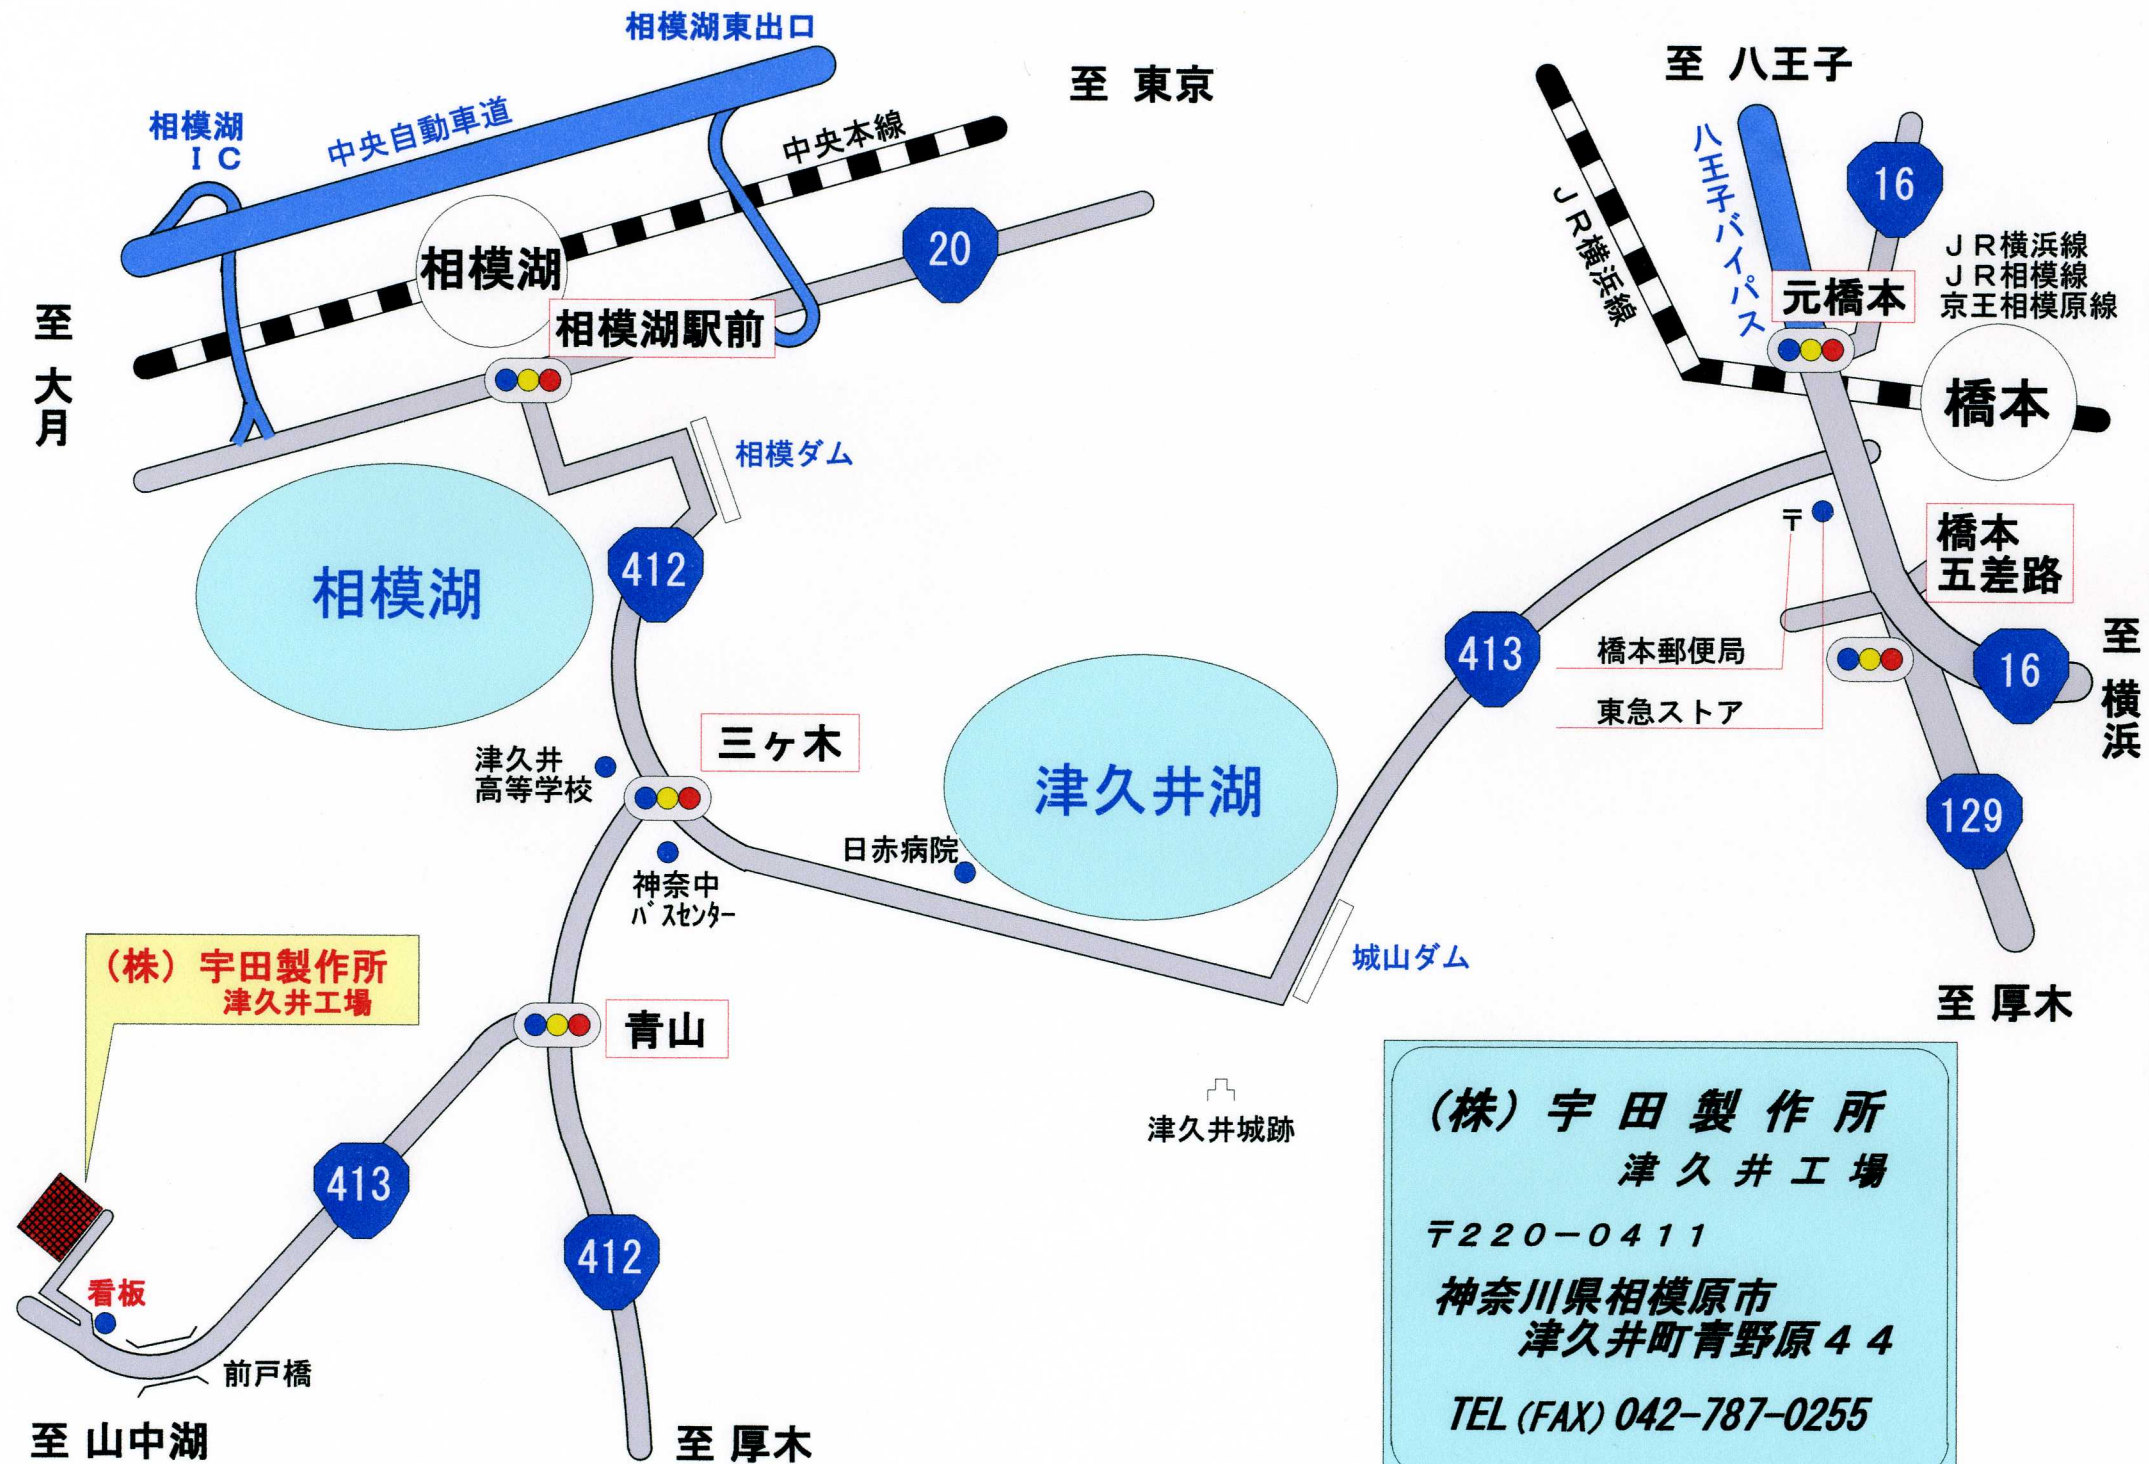 相模湖東出口
至 東京
至 八王子
相模湖
ＩＣ
中央自動車道
中央本線
八王子バイパス
ＪＲ横浜線
16
ＪＲ横浜線
ＪＲ相模線
京王相模原線
20
相模湖
元橋本
相模湖駅前
至 大月
橋本
相模ダム
〒
橋本
五差路
412
相模湖
413
橋本郵便局
東急ストア
16
至 横浜
三ヶ木
津久井
高等学校
津久井湖
129
日赤病院
神奈中
バスセンター
(株) 宇田製作所
津久井工場
城山ダム
青山
至 厚木
津久井城跡
413
412
看板
前戸橋
至 山中湖
至 厚木
(株) 宇田製作所
津久井工場
〒２２０－０４１１
神奈川県相模原市
津久井町青野原４４
TEL (FAX) 042-787-0255